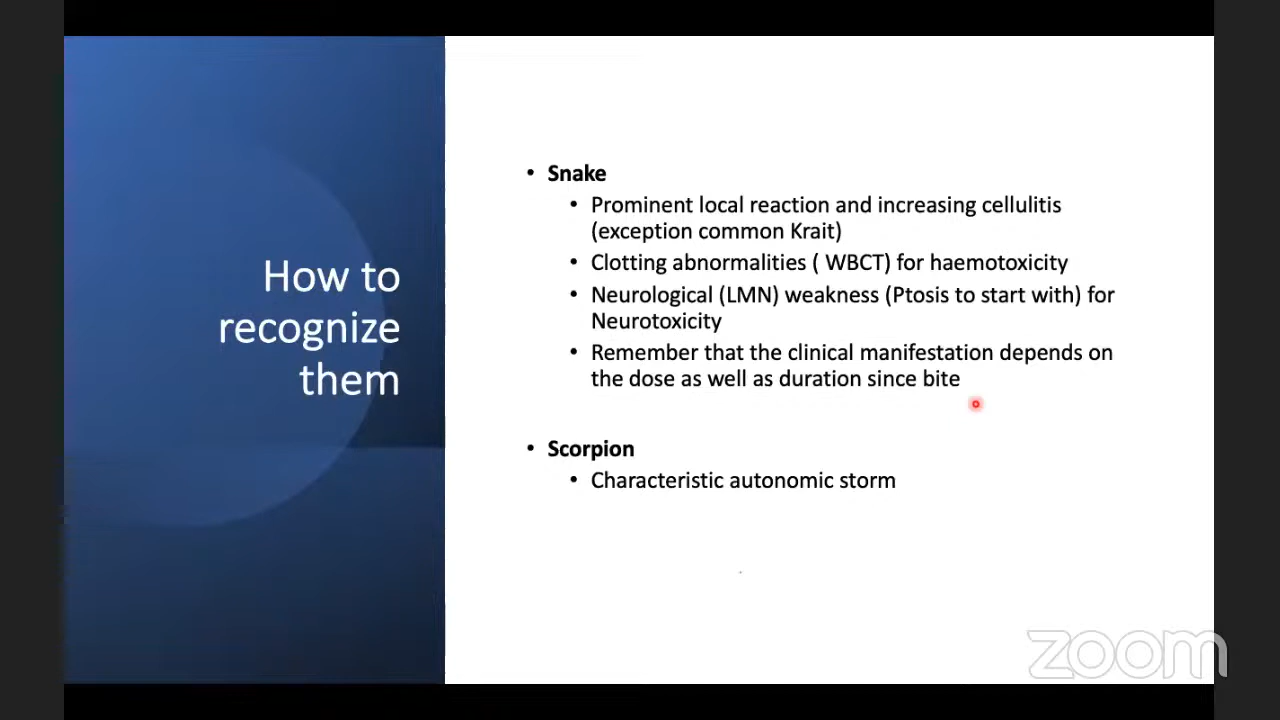 How to
recognize
them
• Snake
• Prominent local reaction and increasing cellulitis
(exception common Krait)
• Clotting abnormalities ( WBCT) for haemotoxicity
• Neurological (LMN) weakness (Ptosis to start with) for
Neurotoxicity
• Remember that the clinical manifestation depends on
the dose as well as duration since bite
• Scorpion
• Characteristic autonomic storm
zoom